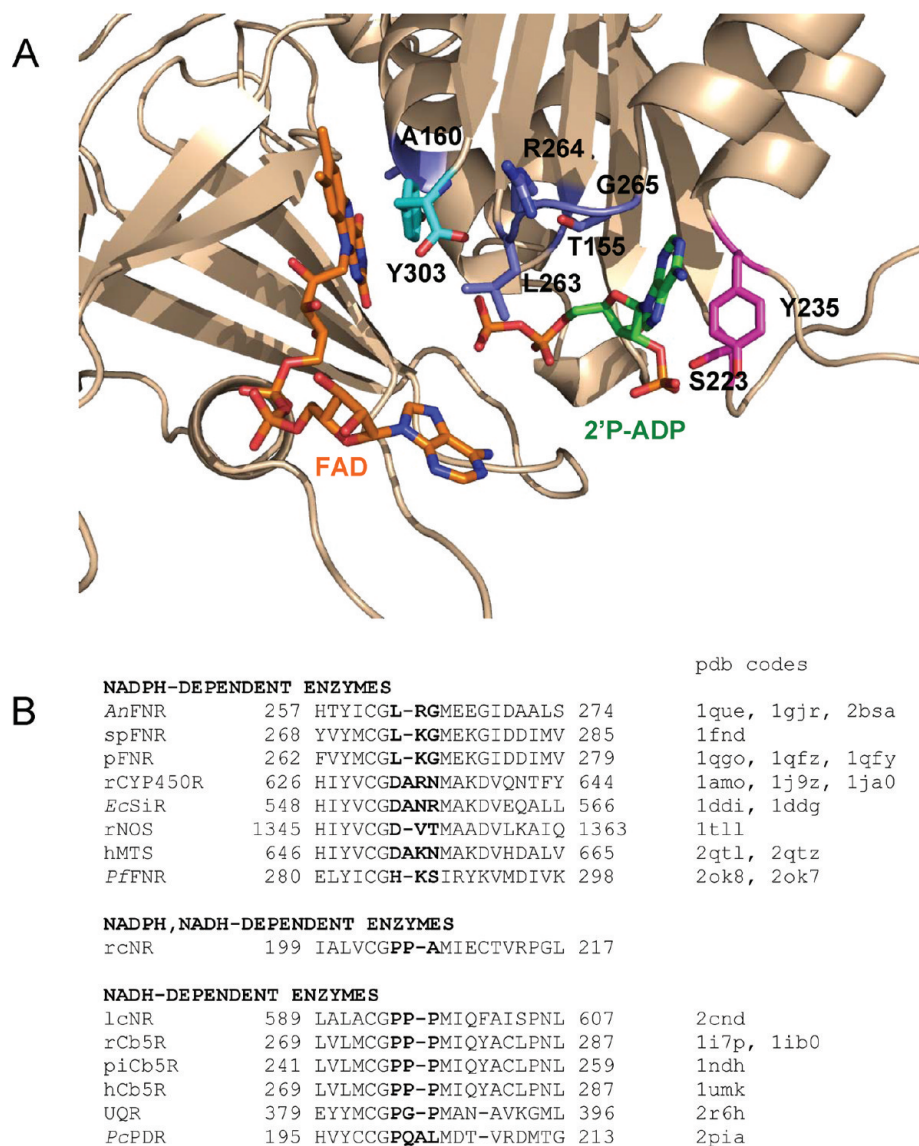 A
A160
R264
G265
T155
Y303
L263
Y235
S223
2'P-ADP
FAD
B
pdb codes
NADPH-DEPENDENT ENZYMES
AnFNR 257 HTYICGL-RGMEEGIDAALS 274 1que, 1gjr, 2bsa
spFNR 268 YVYMCGL-KGMEKGIDDIMV 285 1fnd
pFNR 262 FVYMCGL-KGMEKGIDDIMV 279 1qgo, 1qfz, 1qfy
rCYP450R 626 HIYVCGDARNMAKDVQNTFY 644 1amo, 1j9z, 1ja0
EcSiR 548 HIYVCGDANRMAKDVEQALL 566 1ddi, 1ddg
rNOS 1345 HIYVCGD-VTMAADVLKAIQ 1363 1tll
hMTS 646 HIYVCGDAKNMAKDVHDALV 665 2qtl, 2qtz
PfFNR 280 ELYICGH-KSIRYKVMDIVK 298 2ok8, 2ok7
NADPH,NADH-DEPENDENT ENZYMES
rcNR 199 IALVCGPP-AMIECTVRPGL 217
NADH-DEPENDENT ENZYMES
lcNR 589 LALACGPP-PMIQFAISPNL 607 2cnd
rCb5R 269 LVLMCGPP-PMIQYACLPNL 287 1i7p, 1ib0
piCb5R 241 LVLMCGPP-PMIQYACLPNL 259 1ndh
hCb5R 269 LVLMCGPP-PMIQYACLPNL 287 1umk
UQR 379 EYYMCGPG-PMAN-AVKGML 396 2r6h
PcPDR 195 HVYCCGPQALMDT-VRDMTG 213 2pia